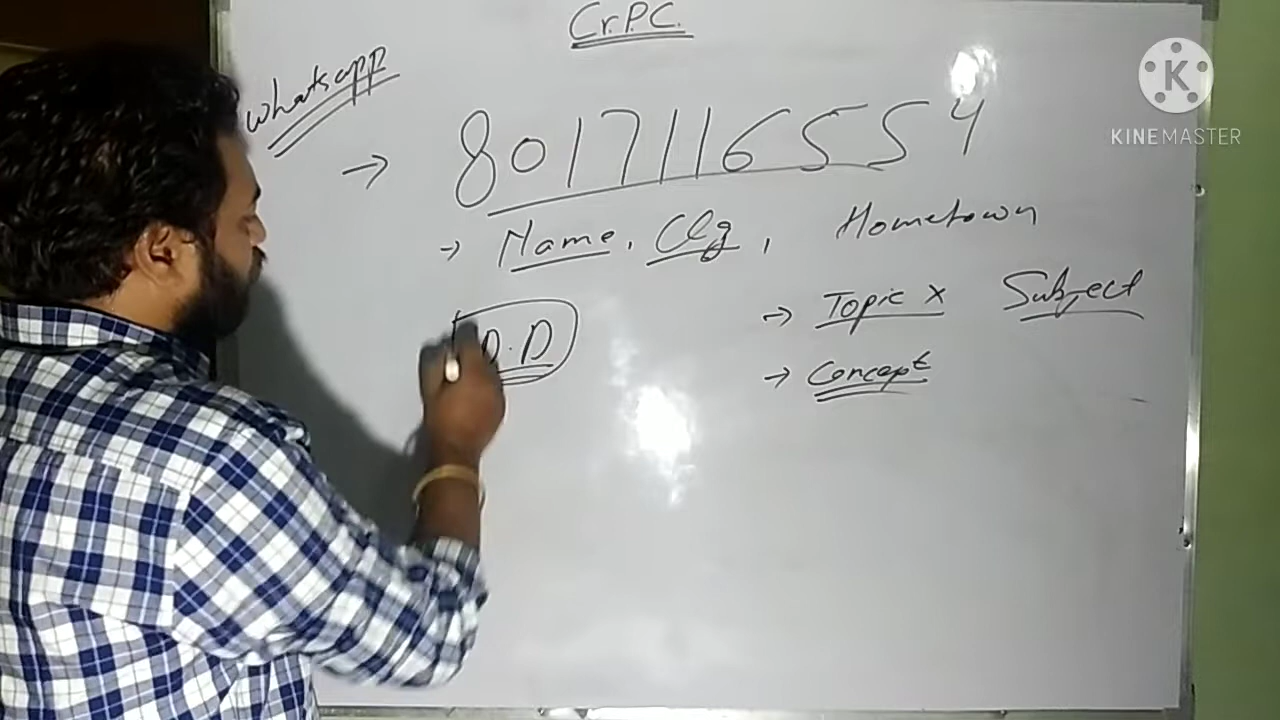 Cr.P.C.
Whatsapp
→ 8017116554
→ Name, Clg, Hometown
→ Topic x Subject
→ Concept
D.D
KINEMASTER